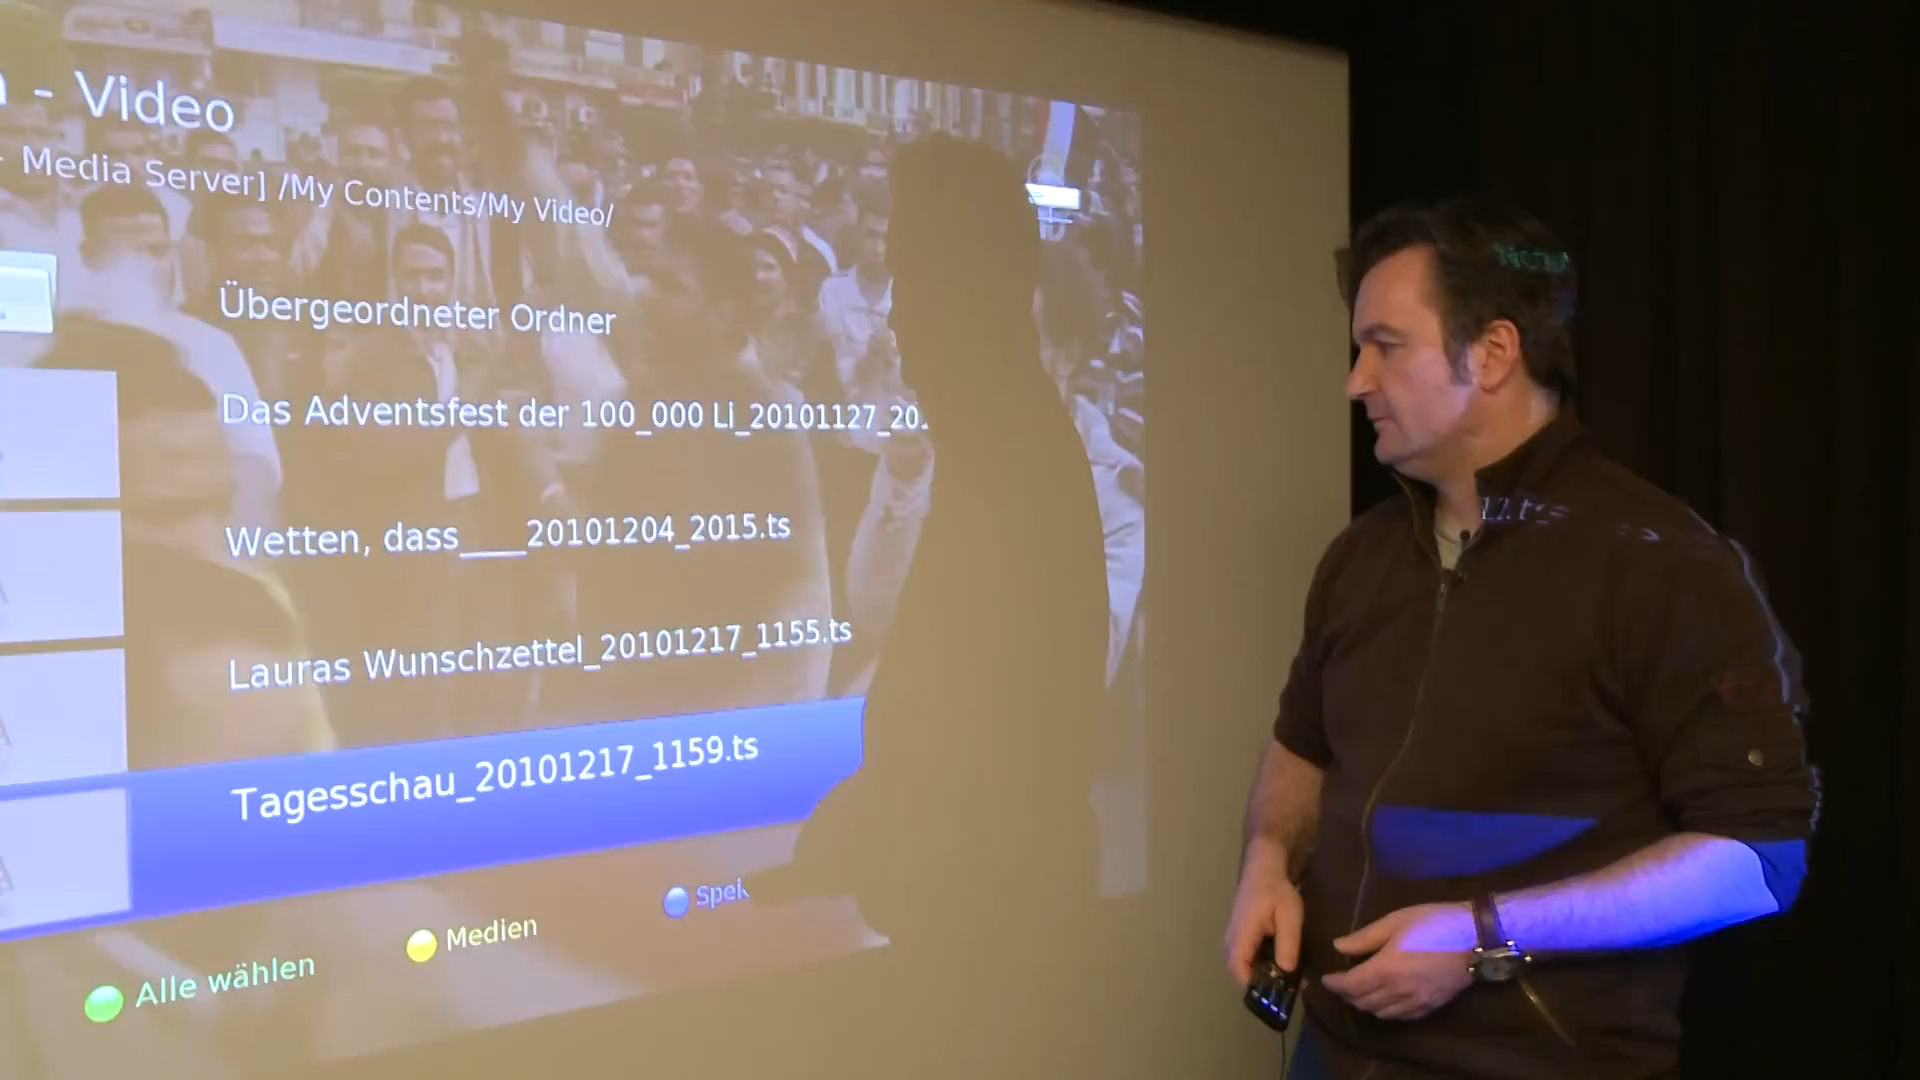 - Video
Media Server] /My Contents/My Video/
Übergeordneter Ordner
Das Adventsfest der 100_000 Li_20101127_20.
Wetten, dass____20101204_2015.ts
Lauras Wunschzettel_20101217_1155.ts
Tagesschau_20101217_1159.ts
Alle wählen
Medien